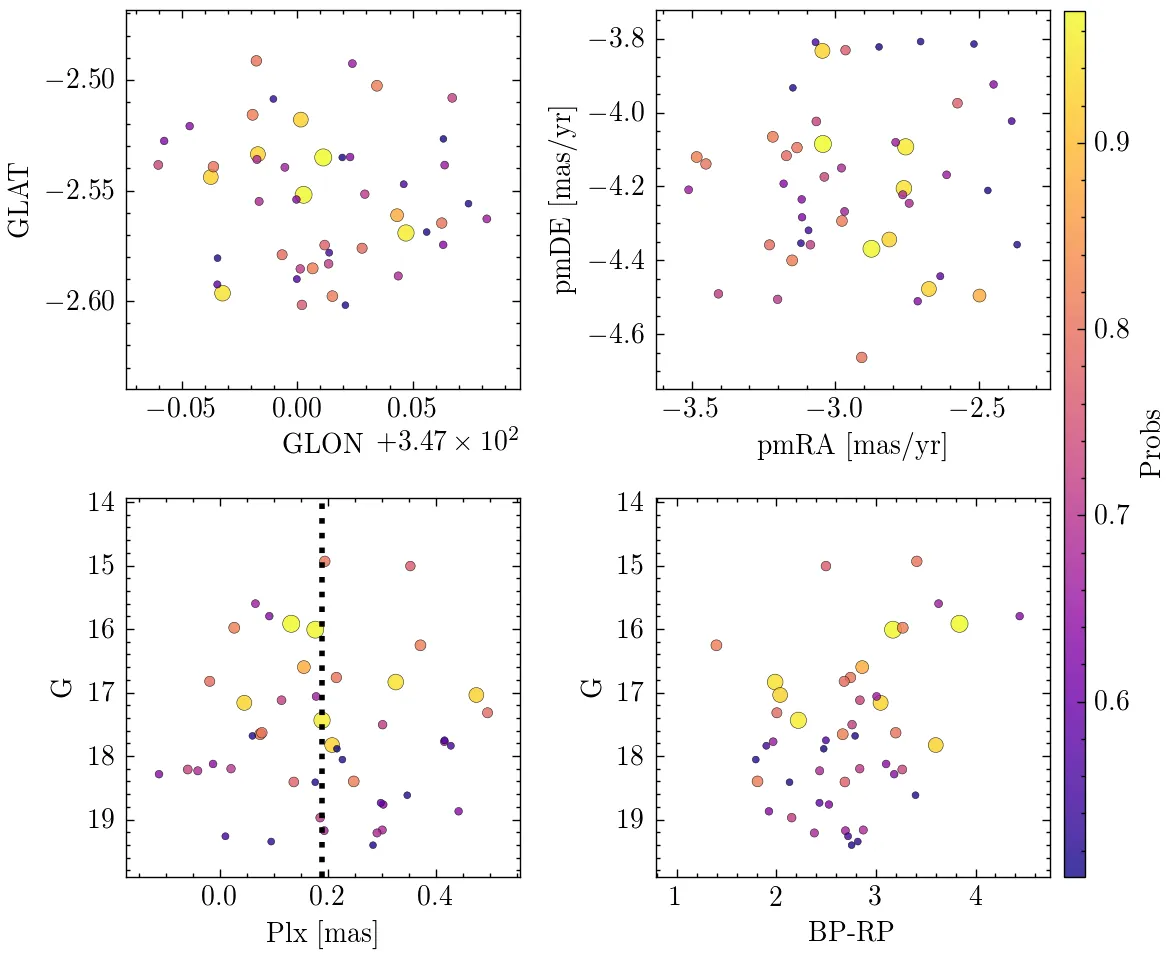 −2.50
−2.55
−2.60
GLAT
−0.05 0.00 0.05
GLON +3.47 × 10²
−3.8
−4.0
−4.2
−4.4
−4.6
pmDE [mas/yr]
−3.5 −3.0 −2.5
pmRA [mas/yr]
0.9
0.8
0.7
0.6
Probs
14
15
16
17
18
19
G
0.0 0.2 0.4
Plx [mas]
14
15
16
17
18
19
G
1 2 3 4
BP-RP